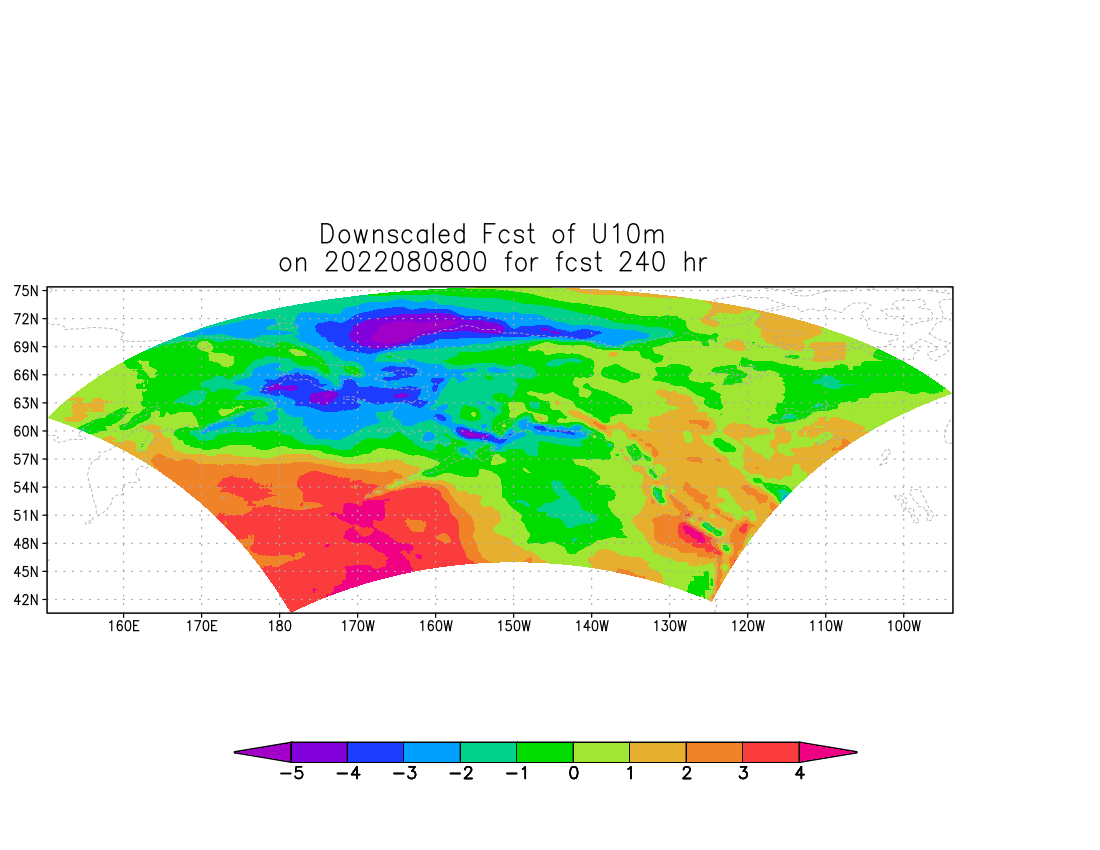 Downscaled Fcst of U10m
on 2022080800 for fcst 240 hr
75N
72N
69N
66N
63N
60N
57N
54N
51N
48N
45N
42N
160E 170E 180 170W 160W 150W 140W 130W 120W 110W 100W
-5 -4 -3 -2 -1 0 1 2 3 4